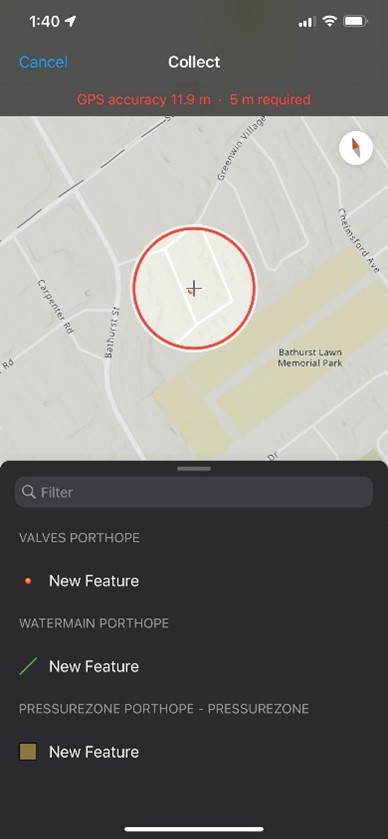 1:40
Cancel
Collect
GPS accuracy 11.9 m · 5 m required
Greenwin Village
Chelmsford Ave
Carpenter Rd
Bathurst St
Rd
Bathurst Lawn
Memorial Park
Dr
Filter
VALVES PORTHOPE
New Feature
WATERMAIN PORTHOPE
New Feature
PRESSUREZONE PORTHOPE - PRESSUREZONE
New Feature